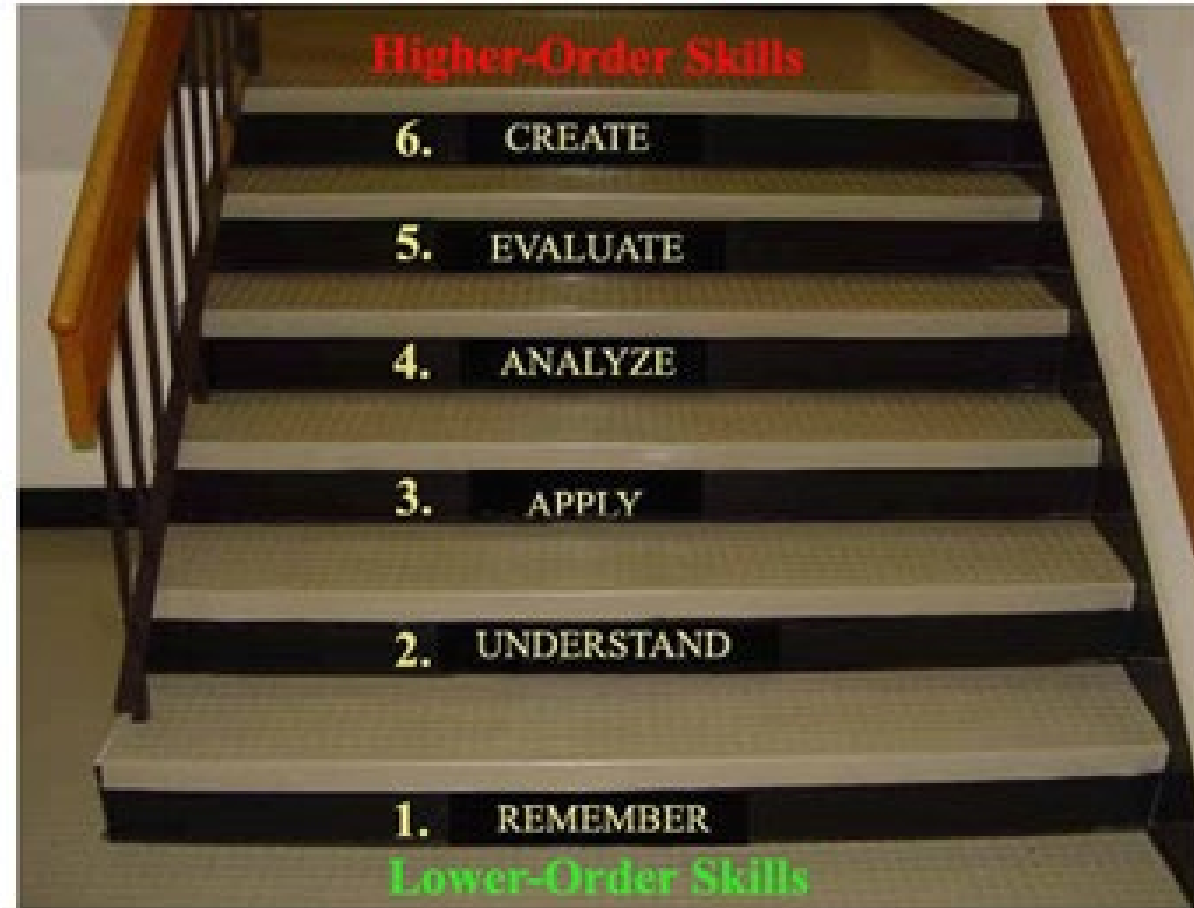 Higher-Order Skills
6. CREATE
5. EVALUATE
4. ANALYZE
3. APPLY
2. UNDERSTAND
1. REMEMBER
Lower-Order Skills